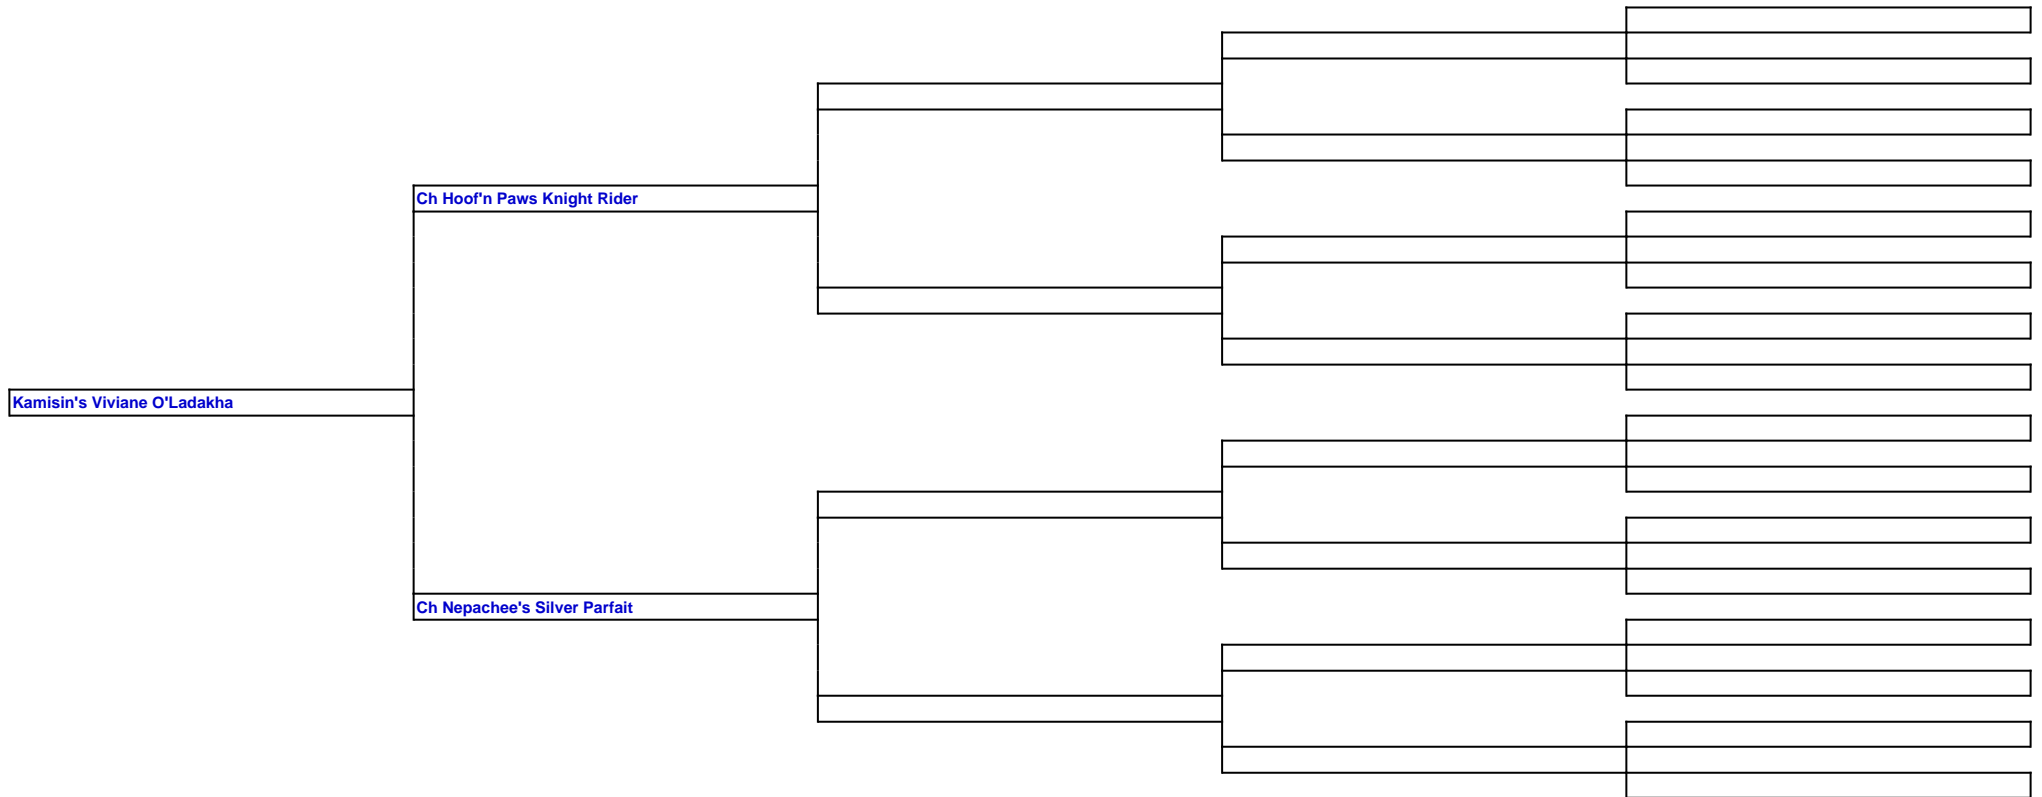 Ch Hoof'n Paws Knight Rider
Kamisin's Viviane O'Ladakha
Ch Nepachee's Silver Parfait